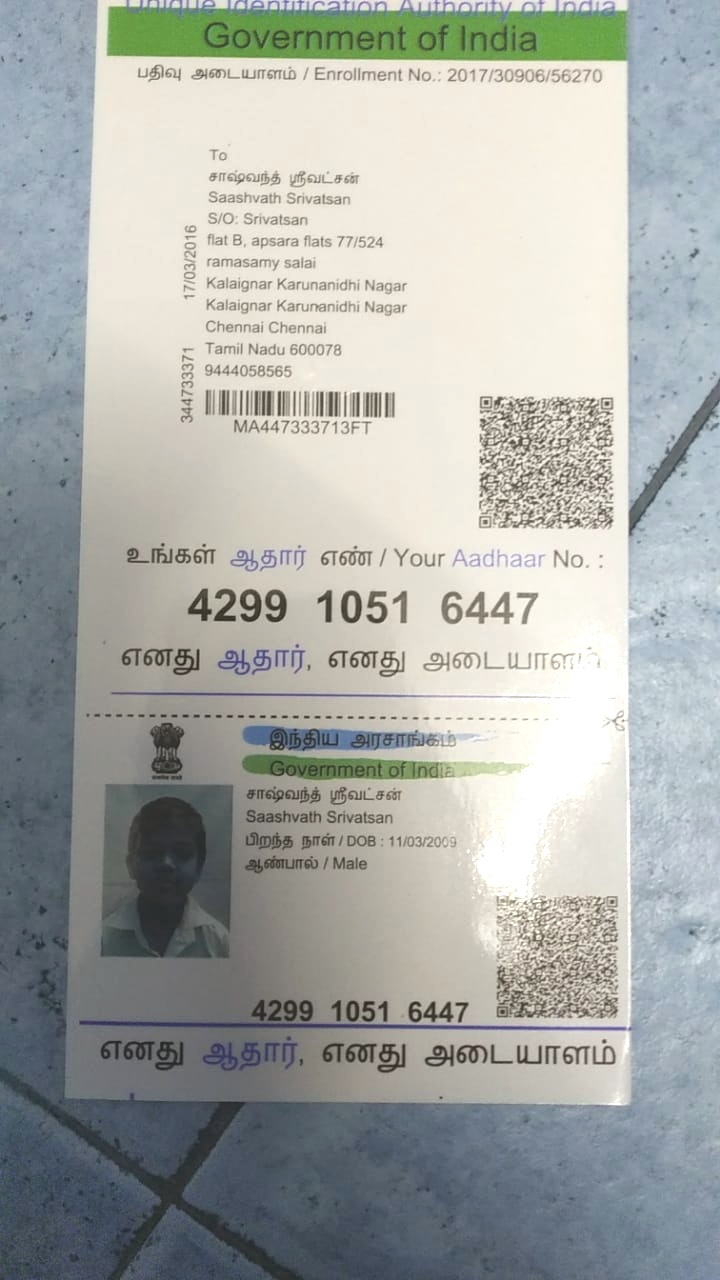 Unique Identification Authority of India
Government of India
பதிவு அடையாளம் / Enrollment No.: 2017/30906/56270
To
சாஷ்வந்த் ஸ்ரீவட்சன்
Saashvath Srivatsan
S/O: Srivatsan
flat B, apsara flats 77/524
ramasamy salai
Kalaignar Karunanidhi Nagar
Kalaignar Karunanidhi Nagar
Chennai Chennai
Tamil Nadu 600078
9444058565
344733371 17/03/2016
MA447333713FT
உங்கள் ஆதார் எண் / Your Aadhaar No. :
4299 1051 6447
எனது ஆதார், எனது அடையாளம்
இந்திய அரசாங்கம்
Government of India
சாஷ்வந்த் ஸ்ரீவட்சன்
Saashvath Srivatsan
பிறந்த நாள் / DOB : 11/03/2009
ஆண்பால் / Male
4299 1051 6447
எனது ஆதார், எனது அடையாளம்